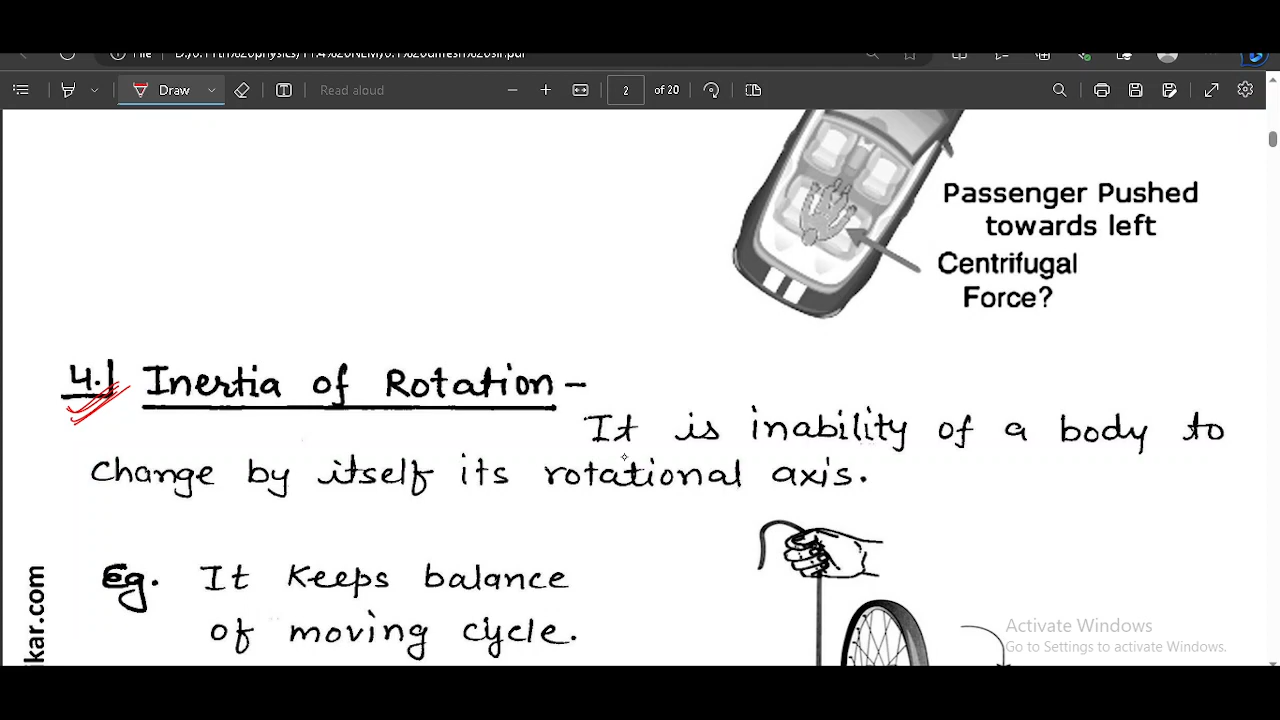 File
Draw
Read aloud
2
of 20
Passenger Pushed
towards left
Centrifugal
Force?
4.| Inertia of Rotation -
It is inability of a body to
change by itself its rotational axis.
Eg. It keeps balance
of moving cycle.
ikar.com
Activate Windows
Go to Settings to activate Windows.